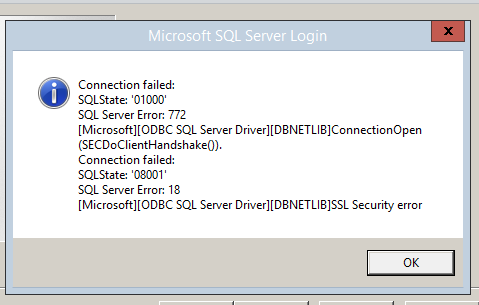 Microsoft SQL Server Login
x
Connection failed:
SQLState: '01000'
SQL Server Error: 772
[Microsoft][ODBC SQL Server Driver][DBNETLIB]ConnectionOpen
(SECDoClientHandshake()).
Connection failed:
SQLState: '08001'
SQL Server Error: 18
[Microsoft][ODBC SQL Server Driver][DBNETLIB]SSL Security error
OK